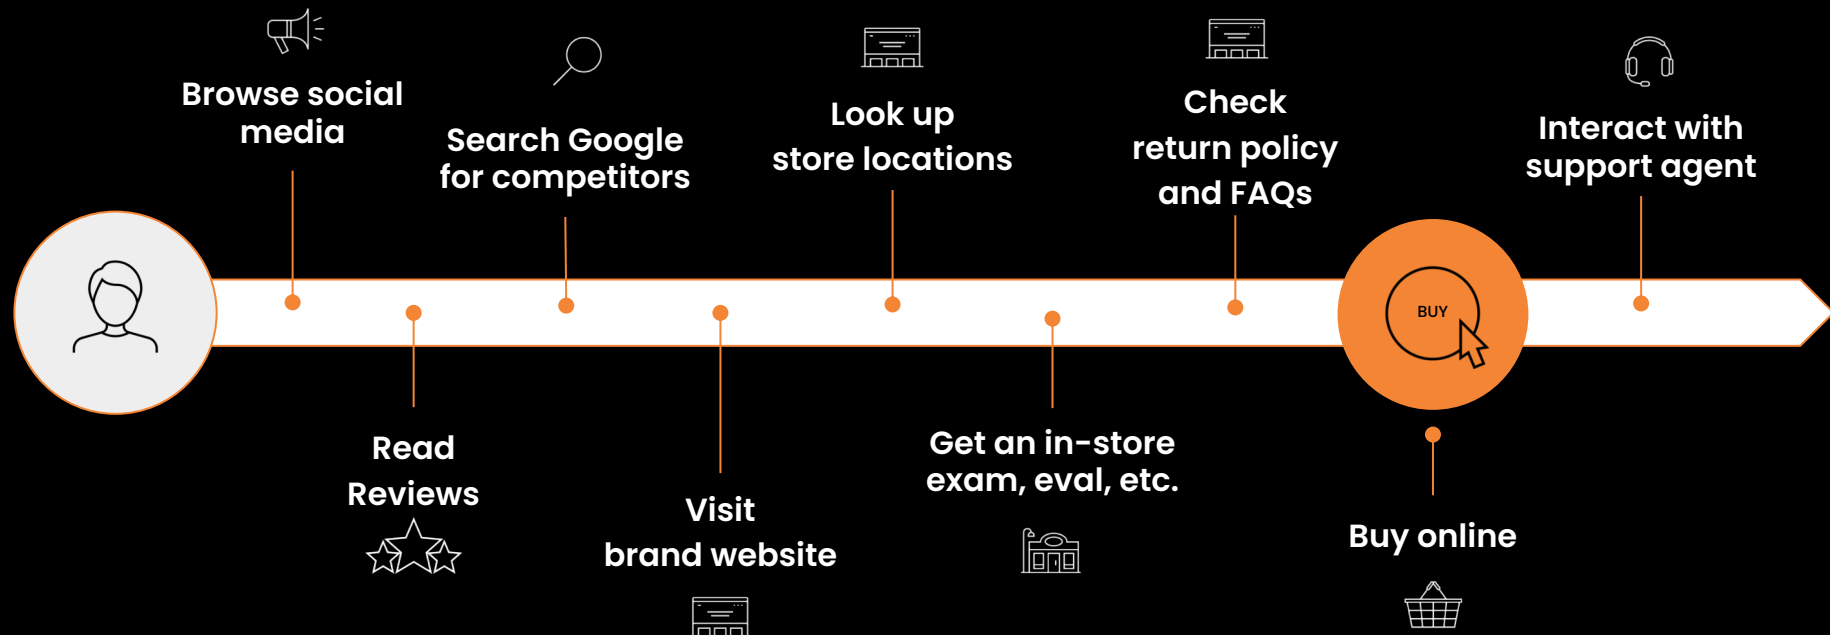 Browse social
media
Read
Reviews
Search Google
for competitors
Visit
brand website
Look up
store locations
Get an in-store
exam, eval, etc.
Check
return policy
and FAQs
BUY
Buy online
Interact with
support agent